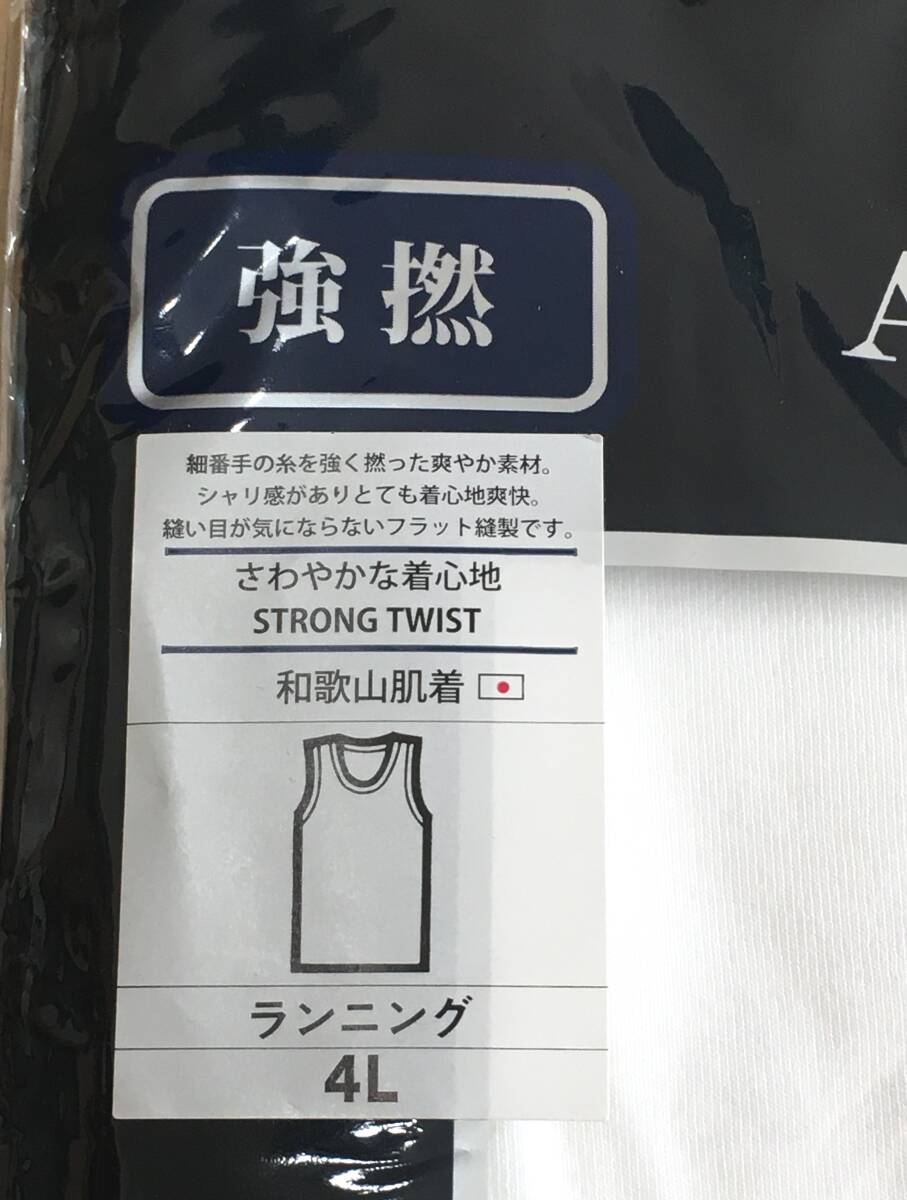 強撚
A
細番手の糸を強く撚った爽やか素材。
シャリ感がありとても着心地爽快。
縫い目が気にならないフラット縫製です。
さわやかな着心地
STRONG TWIST
和歌山肌着
ランニング
4L